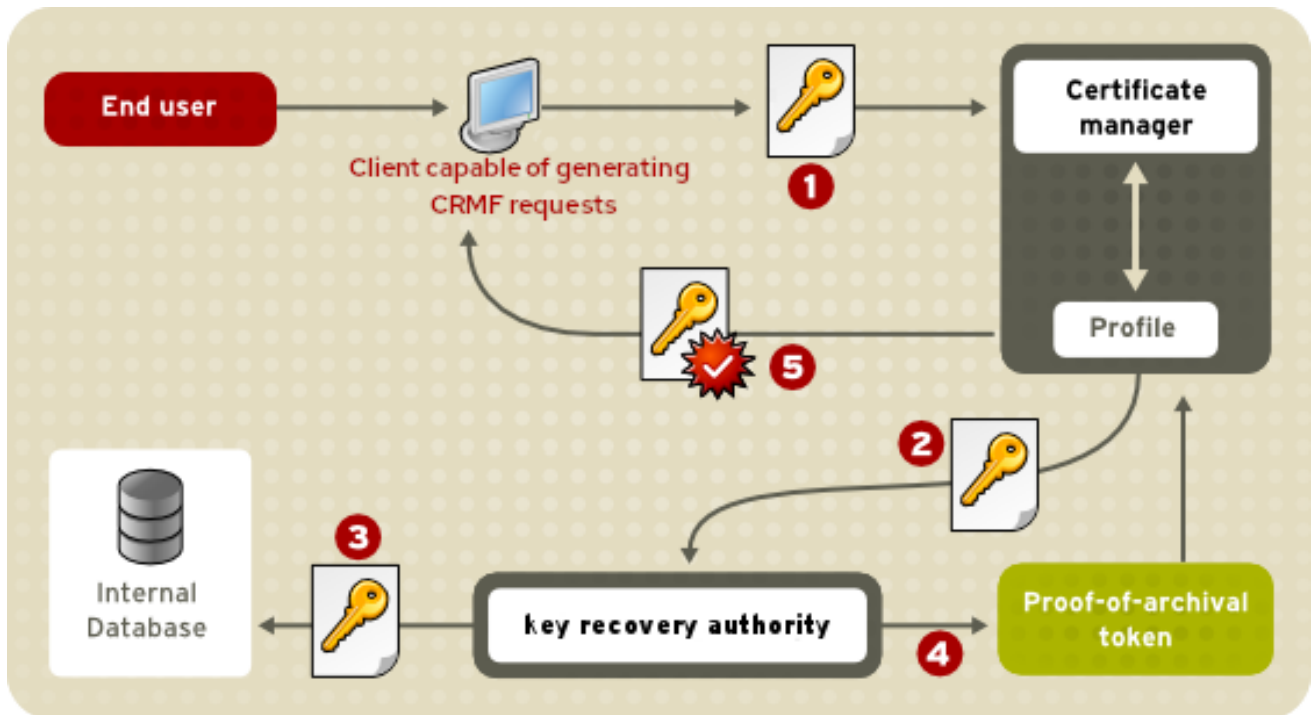 End user
Certificate
manager
Client capable of generating
CRMF requests
1
Profile
5
2
3
Internal
Database
key recovery authority
4
Proof-of-archival
token